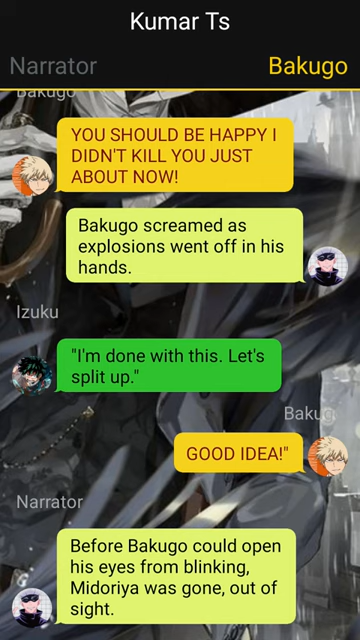 Kumar Ts
Narrator
Bakugo
Bakugo
YOU SHOULD BE HAPPY I
DIDN'T KILL YOU JUST
ABOUT NOW!
Bakugo screamed as
explosions went off in his
hands.
Izuku
"I'm done with this. Let's
split up."
Bakugo
GOOD IDEA!"
Narrator
Before Bakugo could open
his eyes from blinking,
Midoriya was gone, out of
sight.